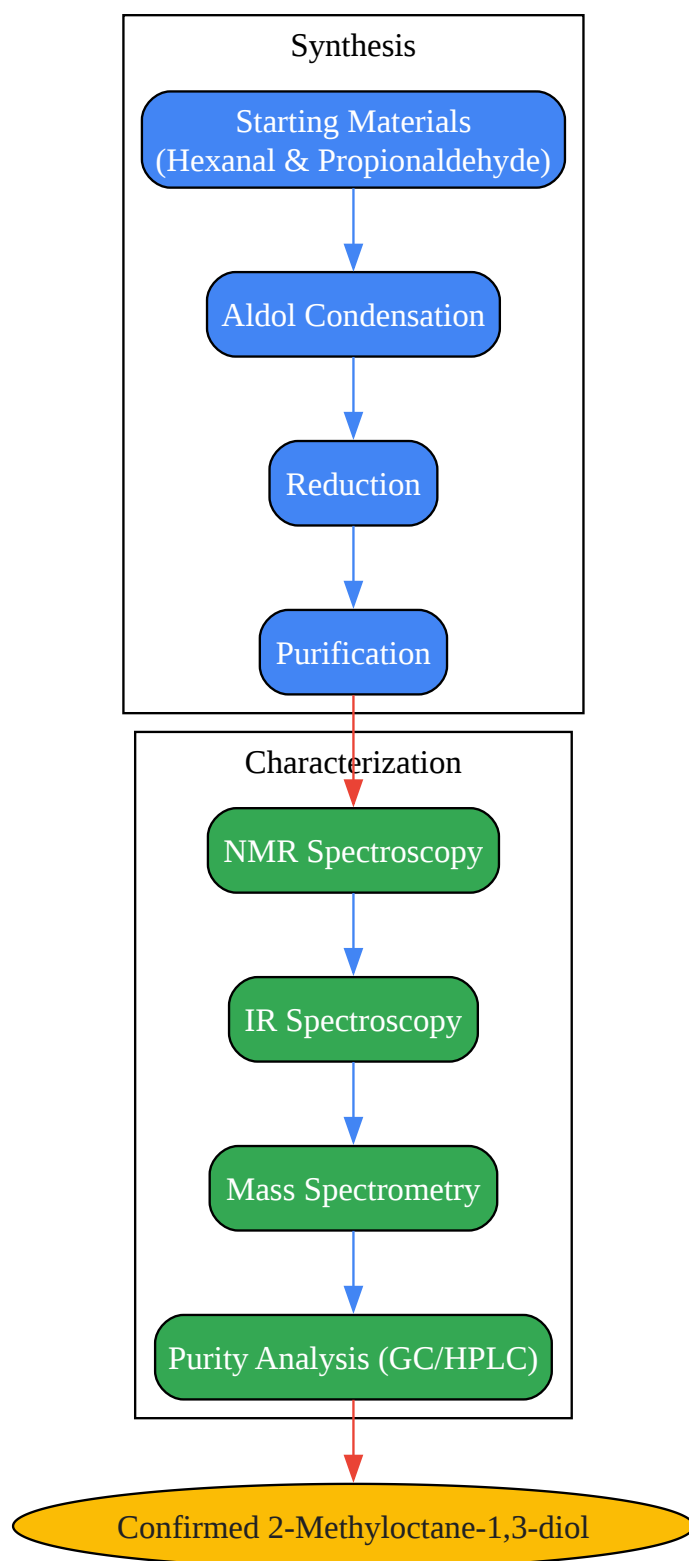 Synthesis
Starting Materials
(Hexanal & Propionaldehyde)
Aldol Condensation
Reduction
Purification
Characterization
NMR Spectroscopy
IR Spectroscopy
Mass Spectrometry
Purity Analysis (GC/HPLC)
Confirmed 2-Methyloctane-1,3-diol